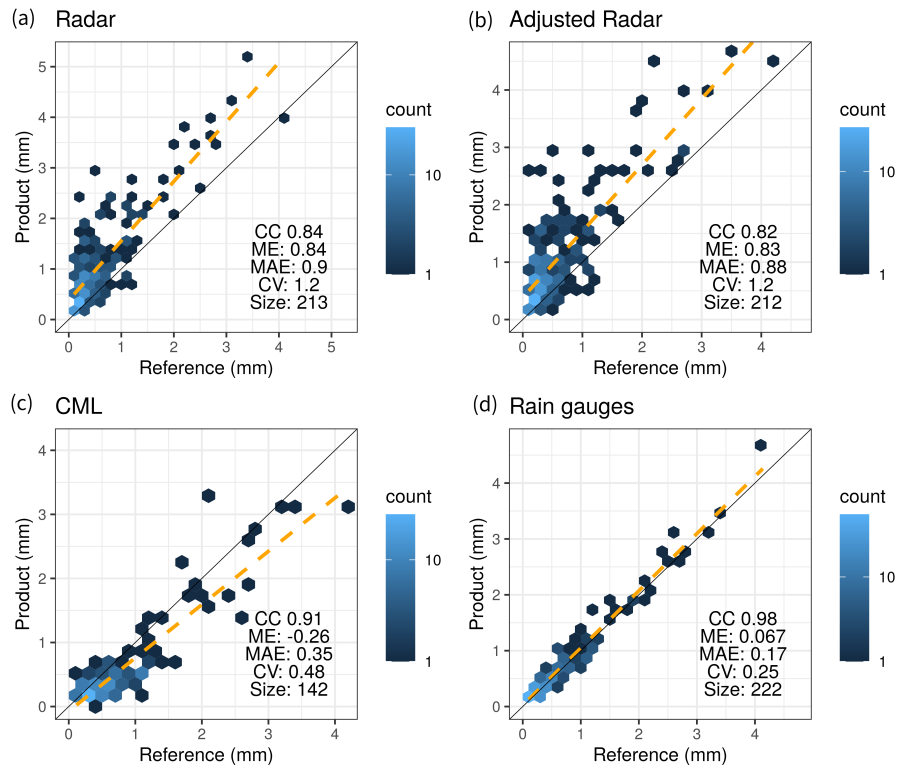 (a) Radar
5
4
3
2
1
0
Product (mm)
CC 0.84
ME: 0.84
MAE: 0.9
CV: 1.2
Size: 213
0 1 2 3 4 5
Reference (mm)
count
10
1
(b) Adjusted Radar
4
3
2
1
0
Product (mm)
CC 0.82
ME: 0.83
MAE: 0.88
CV: 1.2
Size: 212
0 1 2 3 4
Reference (mm)
count
10
1
(c) CML
4
3
2
1
0
Product (mm)
CC 0.91
ME: -0.26
MAE: 0.35
CV: 0.48
Size: 142
0 1 2 3 4
Reference (mm)
count
10
1
(d) Rain gauges
4
3
2
1
0
Product (mm)
CC 0.98
ME: 0.067
MAE: 0.17
CV: 0.25
Size: 222
0 1 2 3 4
Reference (mm)
count
10
1